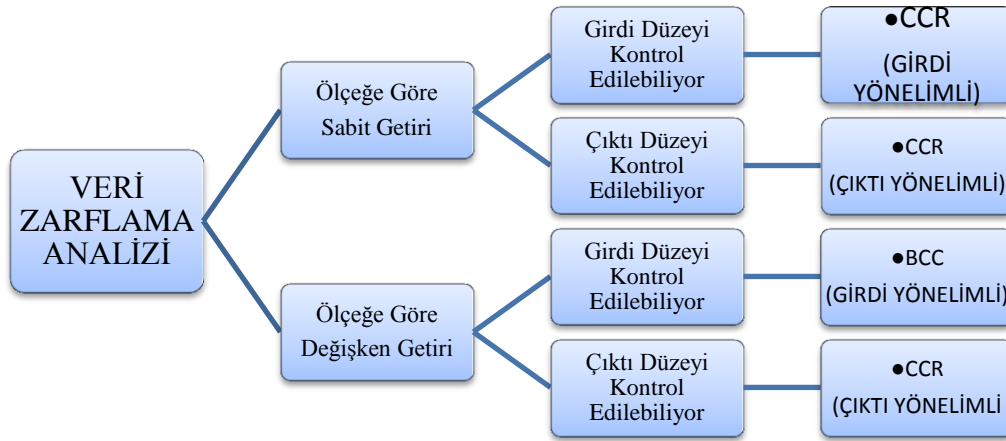 VERİ
ZARFLAMA
ANALİZİ
Ölçeğe Göre
Sabit Getiri
Girdi Düzeyi
Kontrol
Edilebiliyor
●CCR
(GİRDİ
YÖNELİMLİ)
Çıktı Düzeyi
Kontrol
Edilebiliyor
●CCR
(ÇIKTI YÖNELİMLİ)
Ölçeğe Göre
Değişken Getiri
Girdi Düzeyi
Kontrol
Edilebiliyor
●BCC
(GİRDİ YÖNELİMLİ)
Çıktı Düzeyi
Kontrol
Edilebiliyor
●CCR
(ÇIKTI YÖNELİMLİ